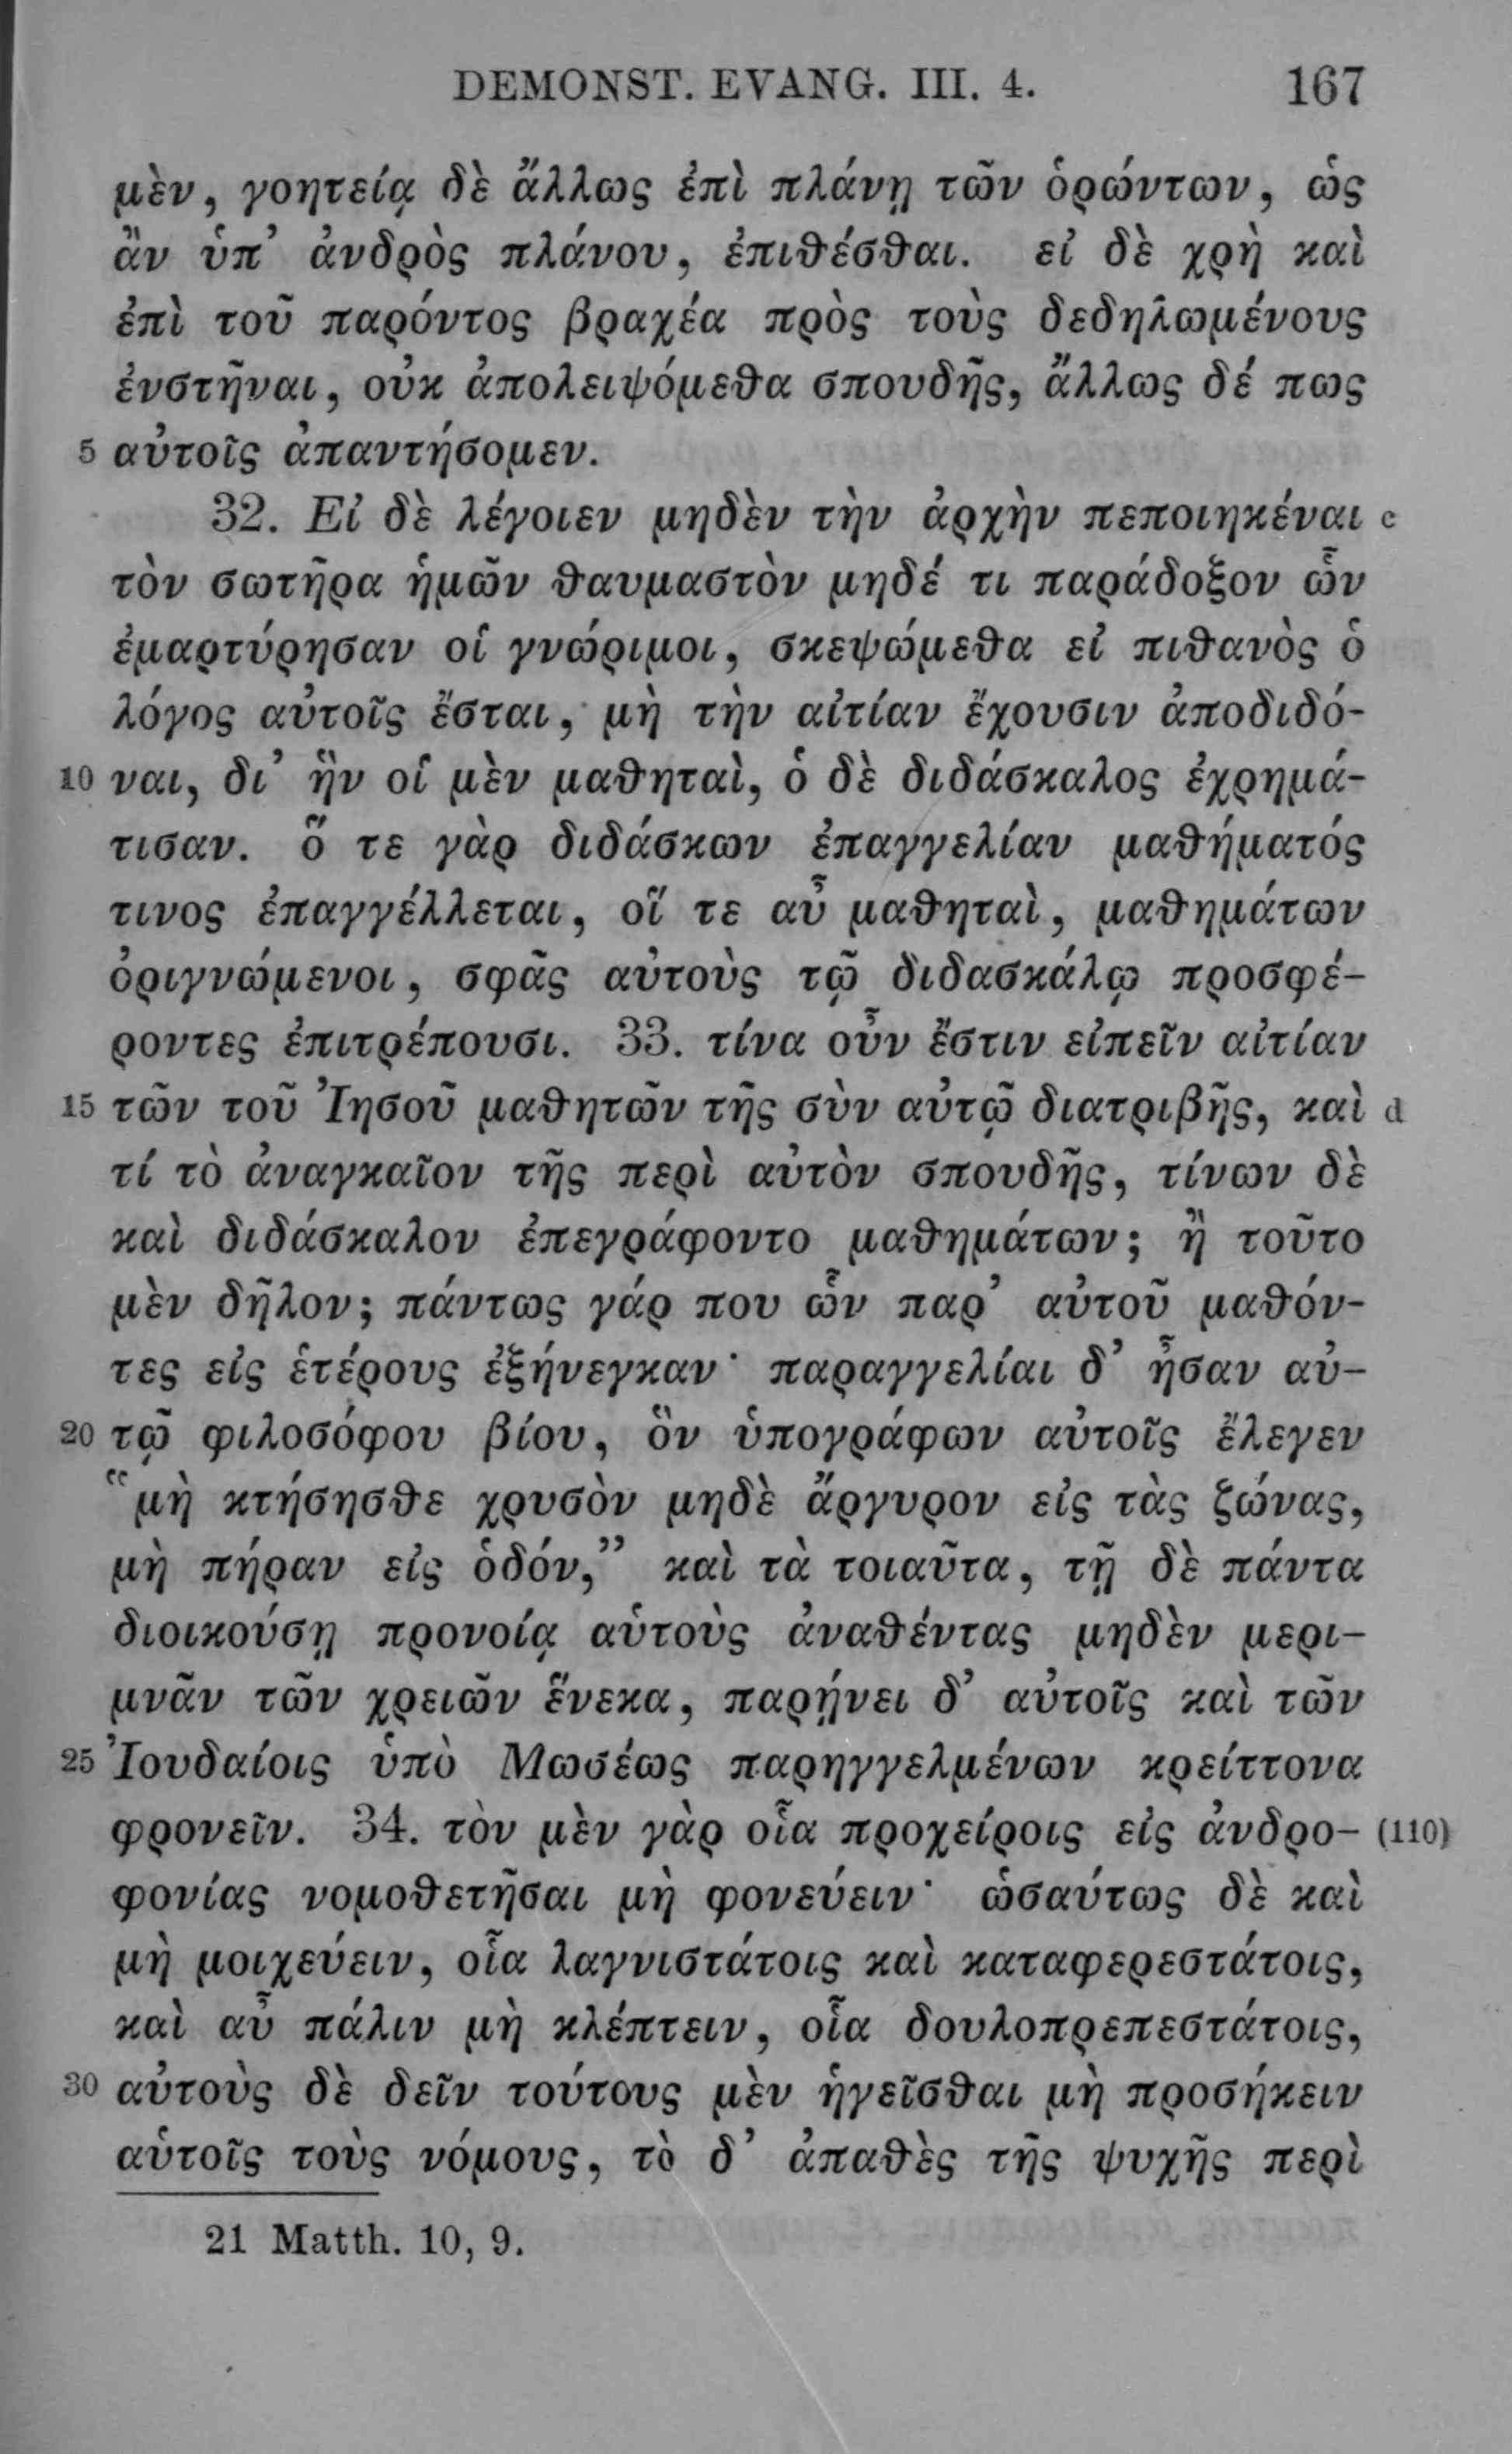 DEMONST. EVANG. III. 4. 167
μὲν, γοητείᾳ δὲ ἄλλως ἐπὶ πλάνῃ τῶν ὁρώντων, ὡς
ἂν ὑπ’ ἀνδρὸς πλάνου, ἐπιθέσθαι. εἰ δὲ χρὴ καὶ
ἐπὶ τοῦ παρόντος βραχέα πρὸς τοὺς δεδηλωμένους
ἐνστῆναι, οὐκ ἀπολειψόμεθα σπουδῆς, ἄλλως δέ πως
5 αὐτοῖς ἀπαντήσομεν.
32. Εἰ δὲ λέγοιεν μηδὲν τὴν ἀρχὴν πεποιηκέναι c
τὸν σωτῆρα ἡμῶν θαυμαστὸν μηδέ τι παράδοξον ὧν
ἐμαρτύρησαν οἱ γνώριμοι, σκεψώμεθα εἰ πιθανὸς ὁ
λόγος αὐτοῖς ἔσται, μὴ τὴν αἰτίαν ἔχουσιν ἀποδιδό-
10 ναι, δι’ ἣν οἱ μὲν μαθηταὶ, ὁ δὲ διδάσκαλος ἐχρημά-
τισαν. ὅ τε γὰρ διδάσκων ἐπαγγελίαν μαθήματός
τινος ἐπαγγέλλεται, οἵ τε αὖ μαθηταὶ, μαθημάτων
ὀριγνώμενοι, σφᾶς αὐτοὺς τῷ διδασκάλῳ προσφέ-
ροντες ἐπιτρέπουσι. 33. τίνα οὖν ἔστιν εἰπεῖν αἰτίαν
15 τῶν τοῦ Ἰησοῦ μαθητῶν τῆς σὺν αὐτῷ διατριβῆς, καὶ d
τί τὸ ἀναγκαῖον τῆς περὶ αὐτὸν σπουδῆς, τίνων δὲ
καὶ διδάσκαλον ἐπεγράφοντο μαθημάτων; ἢ τοῦτο
μὲν δῆλον; πάντως γάρ που ὧν παρ’ αὐτοῦ μαθόν-
τες εἰς ἑτέρους ἐξήνεγκαν· παραγγελίαι δ’ ἦσαν αὐ-
20 τῷ φιλοσόφου βίου, ὃν ὑπογράφων αὐτοῖς ἔλεγεν
“μὴ κτήσησθε χρυσὸν μηδὲ ἄργυρον εἰς τὰς ζώνας,
μὴ πήραν εἰς ὁδόν,” καὶ τὰ τοιαῦτα, τῇ δὲ πάντα
διοικούσῃ προνοίᾳ αὑτοὺς ἀναθέντας μηδὲν μερι-
μνᾶν τῶν χρειῶν ἕνεκα, παρῄνει δ’ αὐτοῖς καὶ τῶν
25 Ἰουδαίοις ὑπὸ Μωσέως παρηγγελμένων κρείττονα
φρονεῖν. 34. τὸν μὲν γὰρ οἷα προχείροις εἰς ἀνδρο- (110)
φονίας νομοθετῆσαι μὴ φονεύειν· ὡσαύτως δὲ καὶ
μὴ μοιχεύειν, οἷα λαγνιστάτοις καὶ καταφερεστάτοις,
καὶ αὖ πάλιν μὴ κλέπτειν, οἷα δουλοπρεπεστάτοις,
30 αὐτοὺς δὲ δεῖν τούτους μὲν ἡγεῖσθαι μὴ προσήκειν
αὑτοῖς τοὺς νόμους, τὸ δ’ ἀπαθὲς τῆς ψυχῆς περὶ
21 Matth. 10, 9.